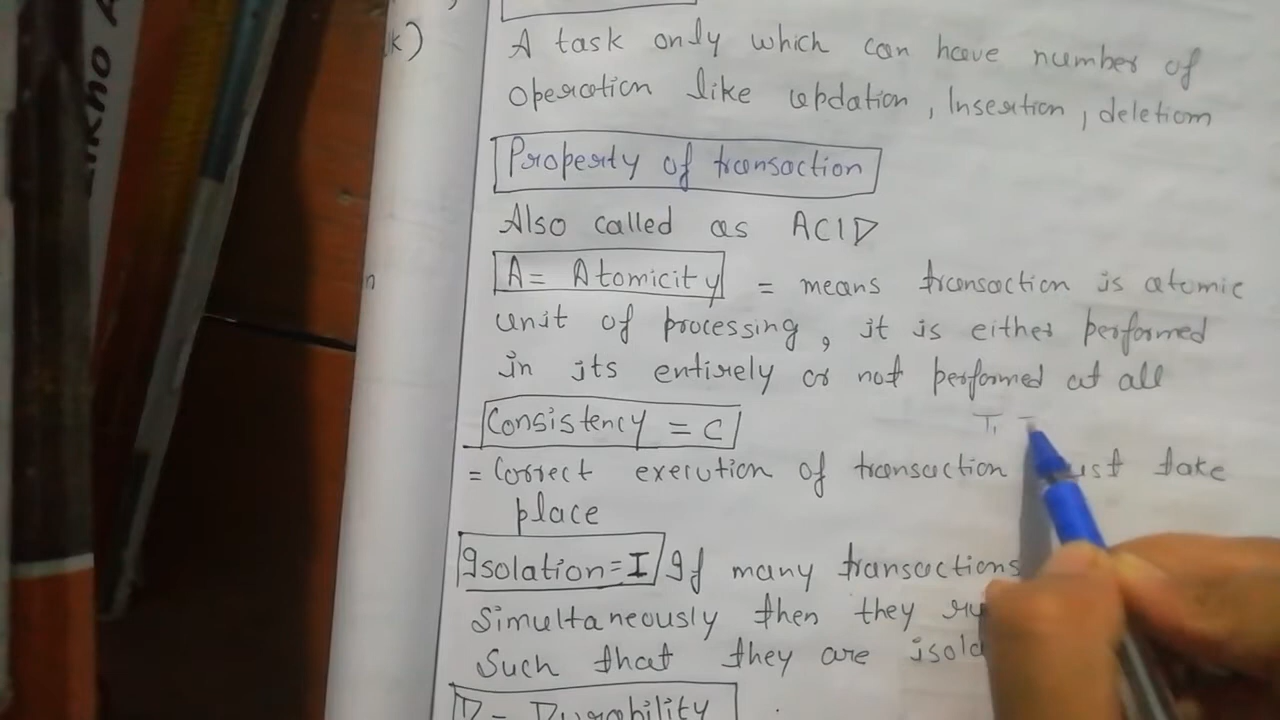 k)
A task only which can have number of
operation like updation, Insertion, deletion
Property of transaction
Also called as ACID
A = Atomicity = means transaction is atomic
unit of processing, it is either performed
in its entirely or not performed at all
Consistency = C
T1
= Correct execution of transaction must take
place
Isolation = I If many transactions
Simultaneously then they
Such that they are
D - Durability